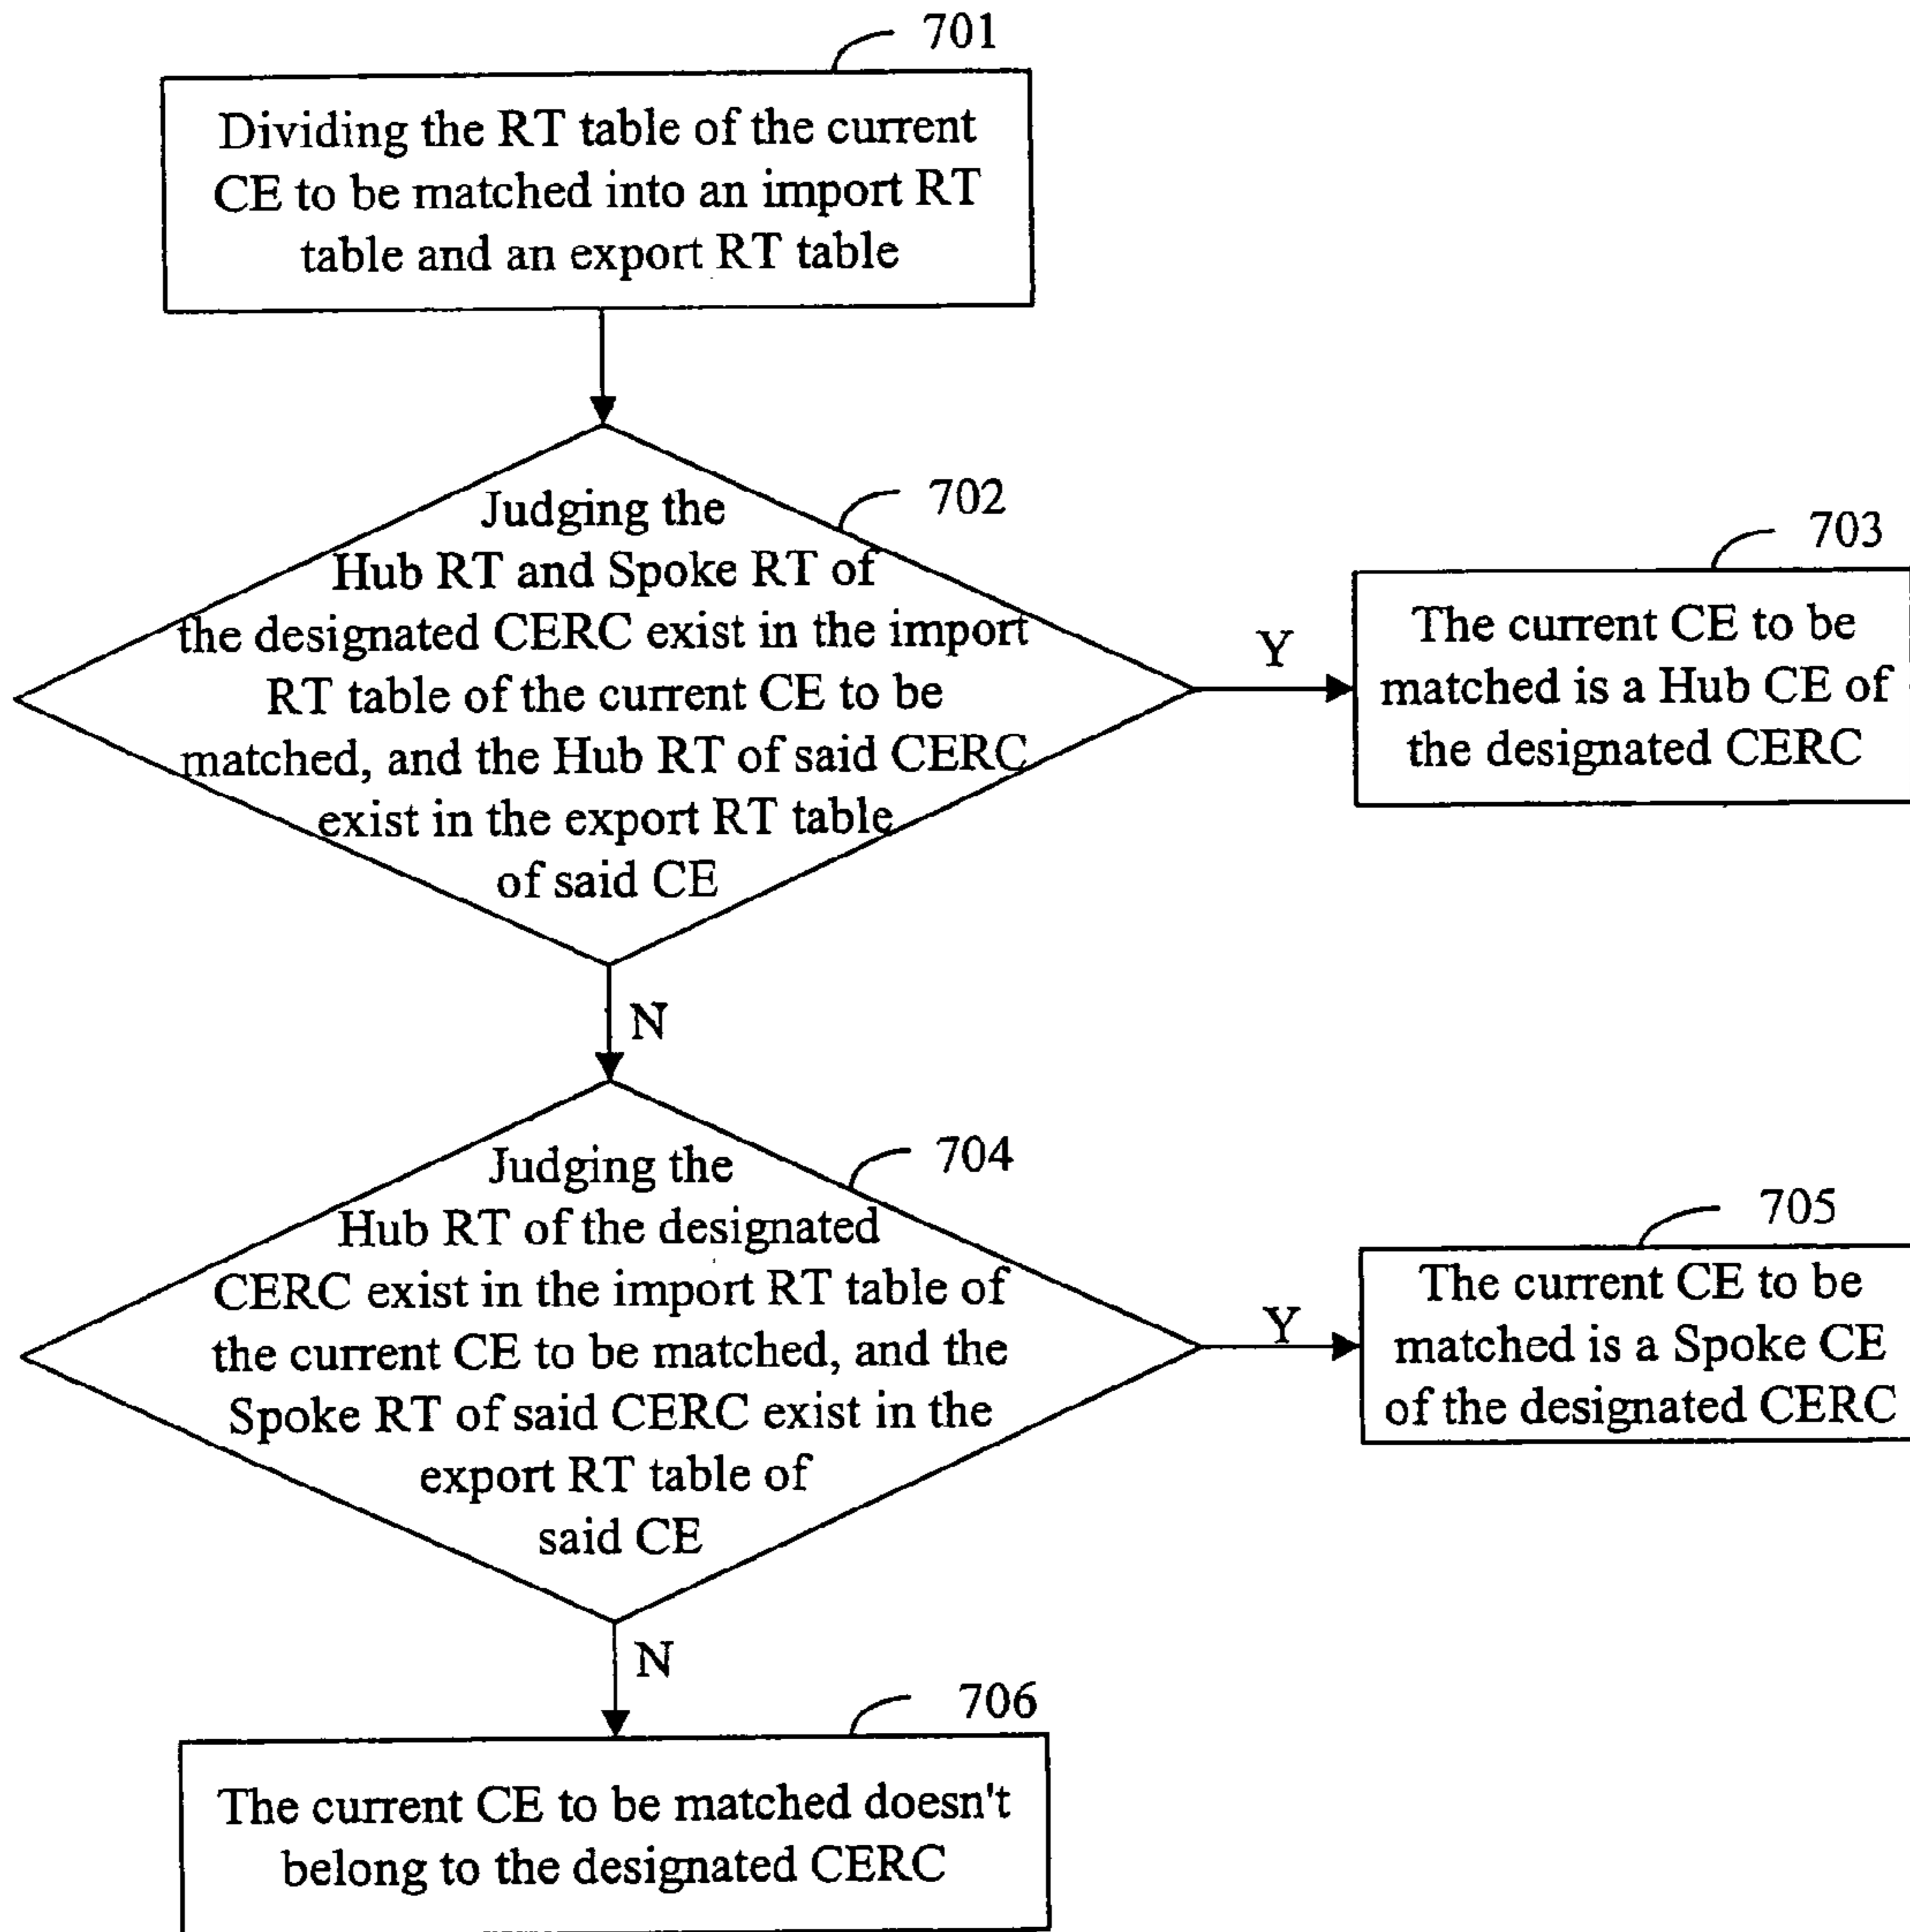 701
Dividing the RT table of the current
CE to be matched into an import RT
table and an export RT table
702
Judging the
Hub RT and Spoke RT of
the designated CERC exist in the import
RT table of the current CE to be
matched, and the Hub RT of said CERC
exist in the export RT table
of said CE
Y
703
The current CE to be
matched is a Hub CE of
the designated CERC
N
704
Judging the
Hub RT of the designated
CERC exist in the import RT table of
the current CE to be matched, and the
Spoke RT of said CERC exist in the
export RT table of
said CE
Y
705
The current CE to be
matched is a Spoke CE
of the designated CERC
N
706
The current CE to be matched doesn't
belong to the designated CERC